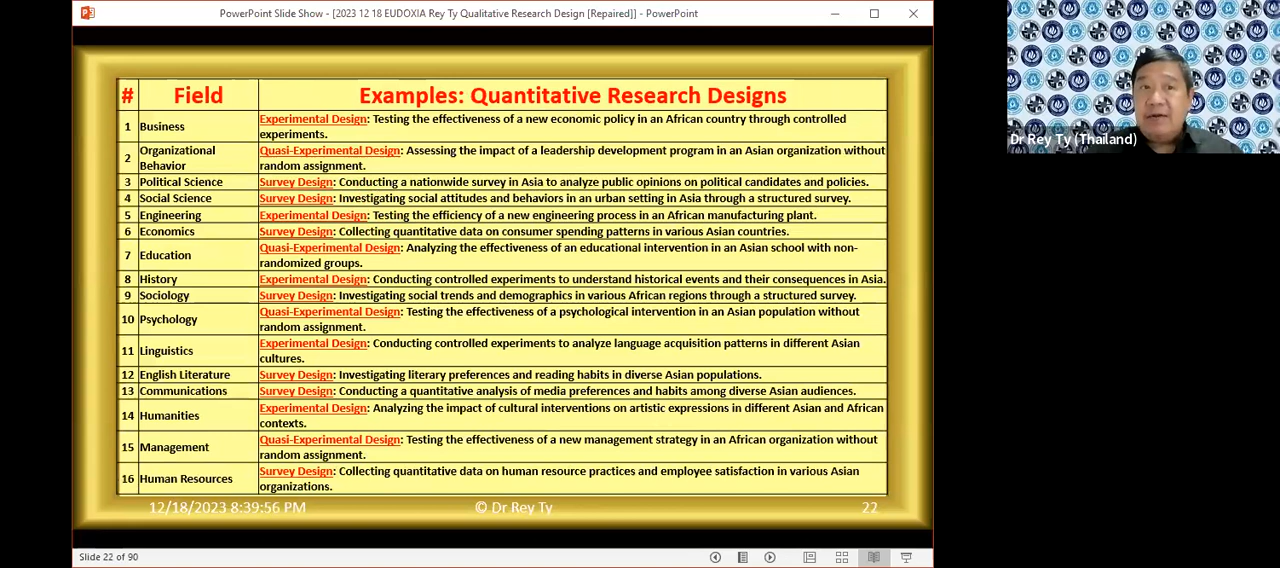 PowerPoint Slide Show - [2023 12 18 EUDOXIA Rey Ty Qualitative Research Design [Repaired]] - PowerPoint
# Field Examples: Quantitative Research Designs
1 Business Experimental Design: Testing the effectiveness of a new economic policy in an African country through controlled
experiments.
2 Organizational Behavior Quasi-Experimental Design: Assessing the impact of a leadership development program in an Asian organization without
random assignment.
3 Political Science Survey Design: Conducting a nationwide survey in Asia to analyze public opinions on political candidates and policies.
4 Social Science Survey Design: Investigating social attitudes and behaviors in an urban setting in Asia through a structured survey.
5 Engineering Experimental Design: Testing the efficiency of a new engineering process in an African manufacturing plant.
6 Economics Survey Design: Collecting quantitative data on consumer spending patterns in various Asian countries.
7 Education Quasi-Experimental Design: Analyzing the effectiveness of an educational intervention in an Asian school with non-
randomized groups.
8 History Experimental Design: Conducting controlled experiments to understand historical events and their consequences in Asia.
9 Sociology Survey Design: Investigating social trends and demographics in various African regions through a structured survey.
10 Psychology Quasi-Experimental Design: Testing the effectiveness of a psychological intervention in an Asian population without
random assignment.
11 Linguistics Experimental Design: Conducting controlled experiments to analyze language acquisition patterns in different Asian
cultures.
12 English Literature Survey Design: Investigating literary preferences and reading habits in diverse Asian populations.
13 Communications Survey Design: Conducting a quantitative analysis of media preferences and habits among diverse Asian audiences.
14 Humanities Experimental Design: Analyzing the impact of cultural interventions on artistic expressions in different Asian and African
contexts.
15 Management Quasi-Experimental Design: Testing the effectiveness of a new management strategy in an African organization without
random assignment.
16 Human Resources Survey Design: Collecting quantitative data on human resource practices and employee satisfaction in various Asian
organizations.
12/18/2023 8:39:56 PM © Dr Rey Ty 22
Slide 22 of 90
Dr Rey Ty (Thailand)